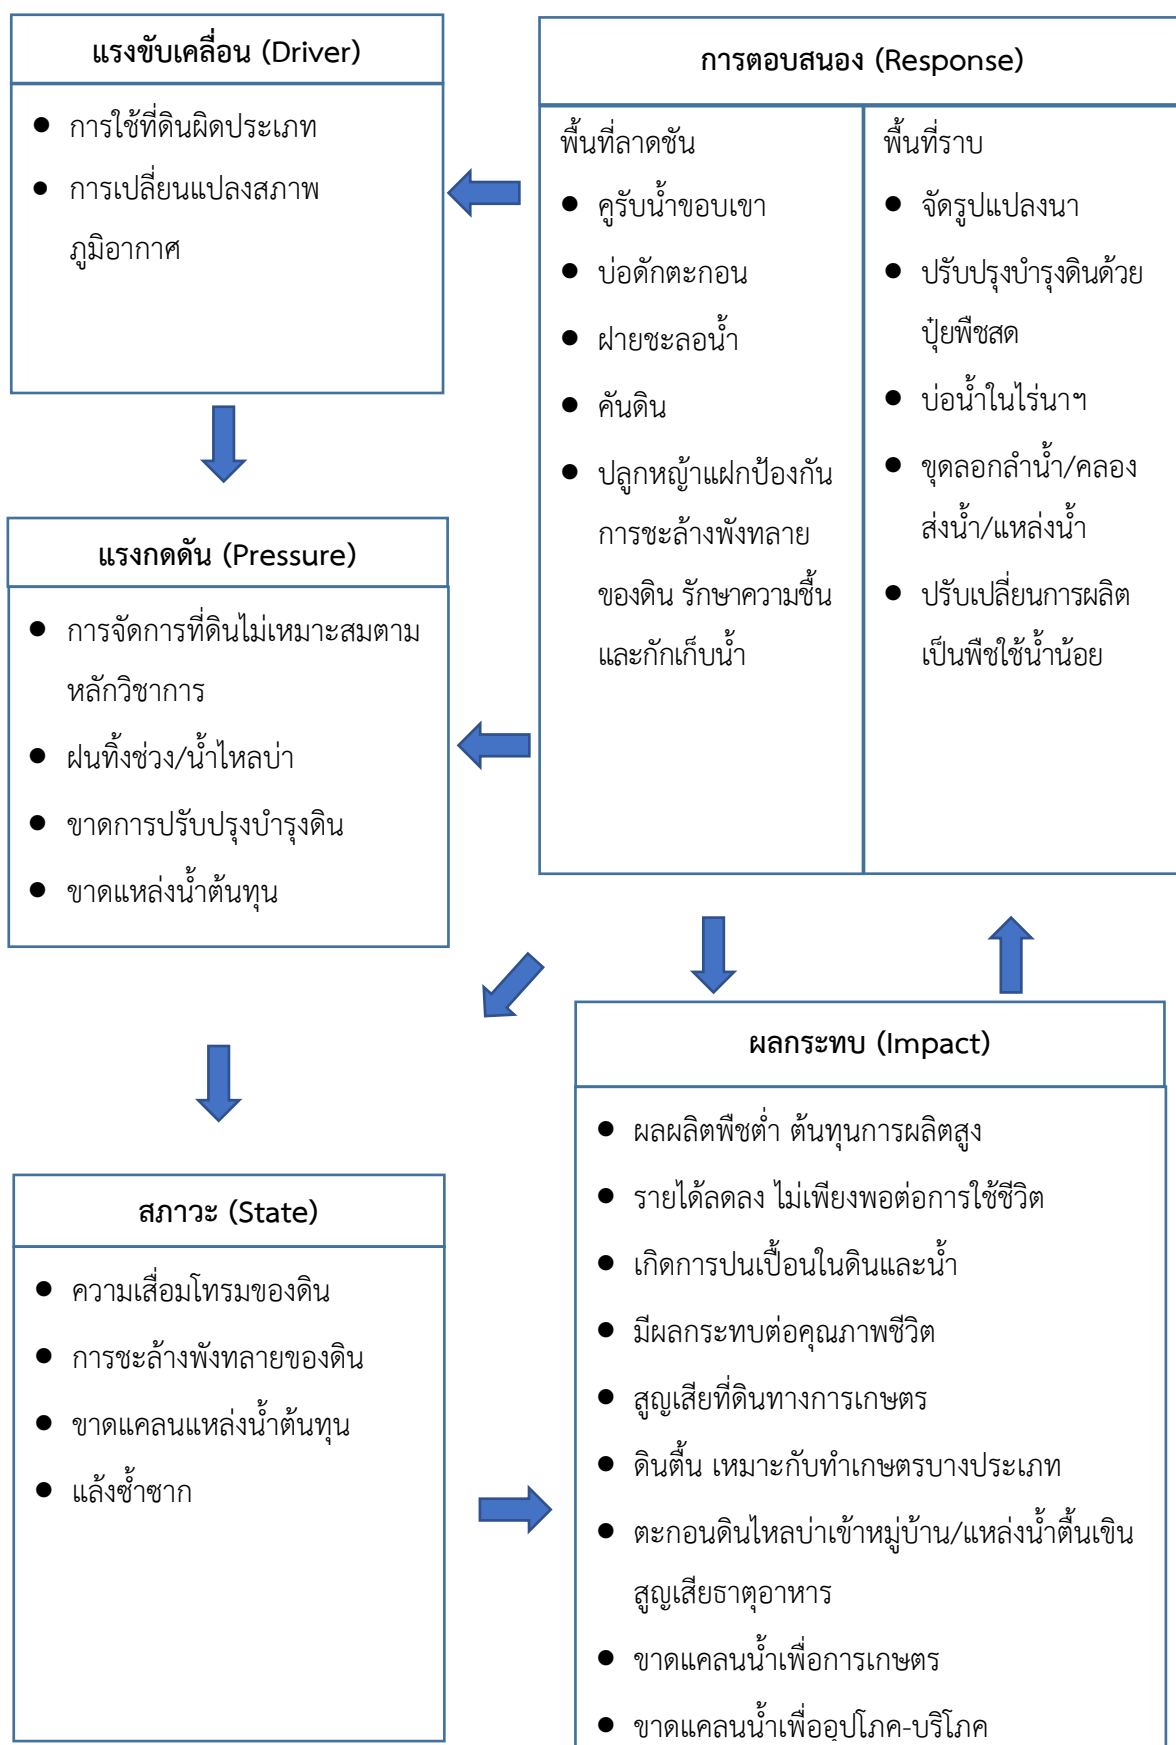 แรงขับเคลื่อน (Driver)
● การใช้ที่ดินผิดประเภท
● การเปลี่ยนแปลงสภาพ
ภูมิอากาศ
การตอบสนอง (Response)
พื้นที่ลาดชัน
● คูรับน้ำขอบเขา
● บ่อดักตะกอน
● ฝายชะลอน้ำ
● คันดิน
● ปลูกหญ้าแฝกป้องกัน
การชะล้างพังทลาย
ของดิน รักษาความชื้น
และกักเก็บน้ำ
พื้นที่ราบ
● จัดรูปแปลงนา
● ปรับปรุงบำรุงดินด้วย
ปุ๋ยพืชสด
● บ่อน้ำในไร่นาฯ
● ขุดลอกลำน้ำ/คลอง
ส่งน้ำ/แหล่งน้ำ
● ปรับเปลี่ยนการผลิต
เป็นพืชใช้น้ำน้อย
แรงกดดัน (Pressure)
● การจัดการที่ดินไม่เหมาะสมตาม
หลักวิชาการ
● ฝนทิ้งช่วง/น้ำไหลบ่า
● ขาดการปรับปรุงบำรุงดิน
● ขาดแหล่งน้ำต้นทุน
สภาวะ (State)
● ความเสื่อมโทรมของดิน
● การชะล้างพังทลายของดิน
● ขาดแคลนแหล่งน้ำต้นทุน
● แล้งซ้ำซาก
ผลกระทบ (Impact)
● ผลผลิตพืชต่ำ ต้นทุนการผลิตสูง
● รายได้ลดลง ไม่เพียงพอต่อการใช้ชีวิต
● เกิดการปนเปื้อนในดินและน้ำ
● มีผลกระทบต่อคุณภาพชีวิต
● สูญเสียที่ดินทางการเกษตร
● ดินตื้น เหมาะกับทำเกษตรบางประเภท
● ตะกอนดินไหลบ่าเข้าหมู่บ้าน/แหล่งน้ำตื้นเขิน
สูญเสียธาตุอาหาร
● ขาดแคลนน้ำเพื่อการเกษตร
● ขาดแคลนน้ำเพื่ออุปโภค-บริโภค